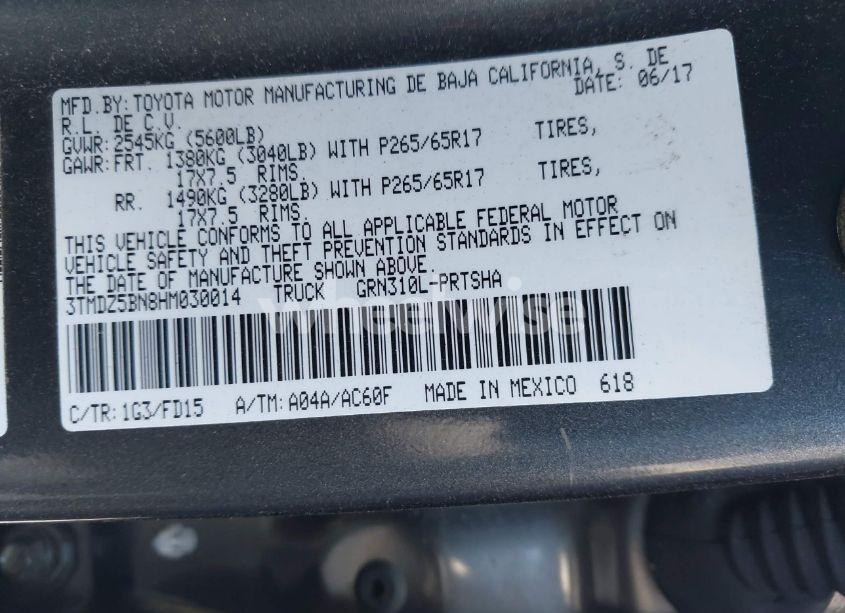 MFD.BY: TOYOTA MOTOR MANUFACTURING DE BAJA CALIFORNIA, S. DE
R.L. DE C.V. DATE: 06/17
GVWR: 2545KG (5600LB)
GAWR: FRT. 1380KG (3040LB) WITH P265/65R17 TIRES,
17X7.5 RIMS.
RR. 1490KG (3280LB) WITH P265/65R17 TIRES,
17X7.5 RIMS.
THIS VEHICLE CONFORMS TO ALL APPLICABLE FEDERAL MOTOR
VEHICLE SAFETY AND THEFT PREVENTION STANDARDS IN EFFECT ON
THE DATE OF MANUFACTURE SHOWN ABOVE.
3TMDZ5BN8HM030014 TRUCK GRN310L-PRTSHA
wheelwise
C/TR: 1G3/FD15 A/TM: A04A/AC60F MADE IN MEXICO 618